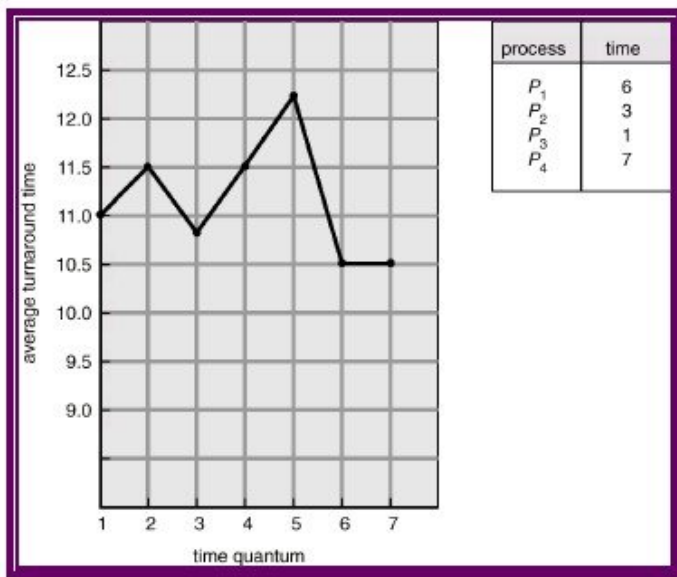 12.5
12.0
11.5
11.0
10.5
10.0
9.5
9.0
average turnaround time
1 2 3 4 5 6 7
time quantum
process time
P1 6
P2 3
P3 1
P4 7